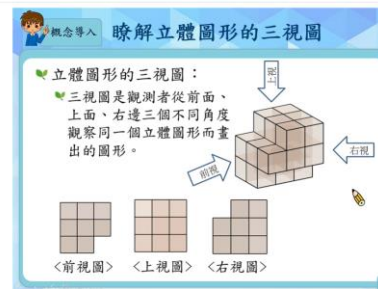 概念導入
瞭解立體圖形的三視圖
立體圖形的三視圖：
三視圖是觀測者從前面、
上面、右邊三個不同角度
觀察同一個立體圖形而畫
出的圖形。
上視
右視
前視
<前視圖>
<上視圖>
<右視圖>